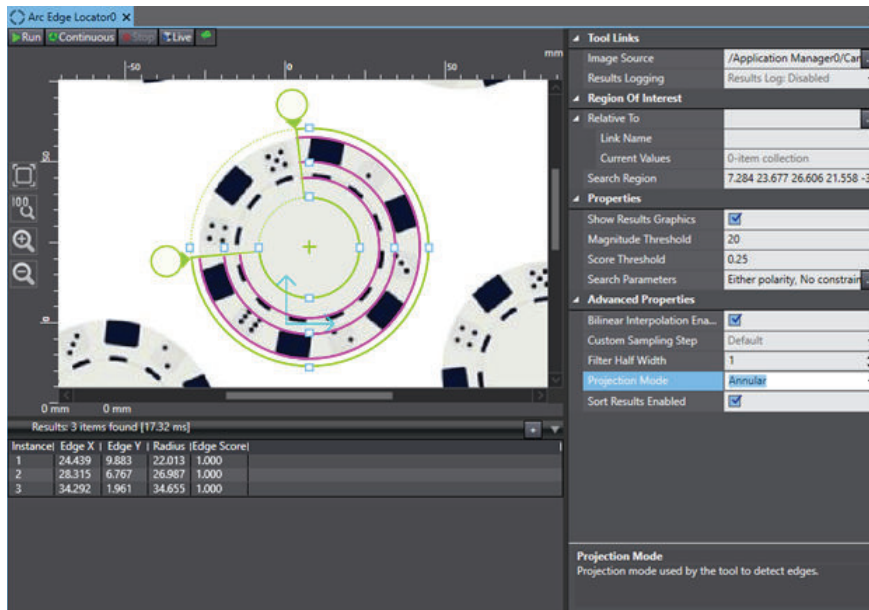 Arc Edge Locator0 ×
Run Continuous Stop Live
mm
-50 0 50
50
0
100
0 mm 0 mm
Results: 3 items found [17.32 ms]
Instance Edge X Edge Y Radius Edge Score
1 24.439 9.883 22.013 1.000
2 28.315 6.767 26.987 1.000
3 34.292 1.961 34.655 1.000
Tool Links
Image Source /Application Manager0/Car
Results Logging Results Log: Disabled
Region Of Interest
Relative To
Link Name
Current Values 0-item collection
Search Region 7.284 23.677 26.606 21.558 -3
Properties
Show Results Graphics
Magnitude Threshold 20
Score Threshold 0.25
Search Parameters Either polarity, No constrain
Advanced Properties
Bilinear Interpolation Ena...
Custom Sampling Step Default
Filter Half Width 1
Projection Mode Annular
Sort Results Enabled
Projection Mode
Projection mode used by the tool to detect edges.